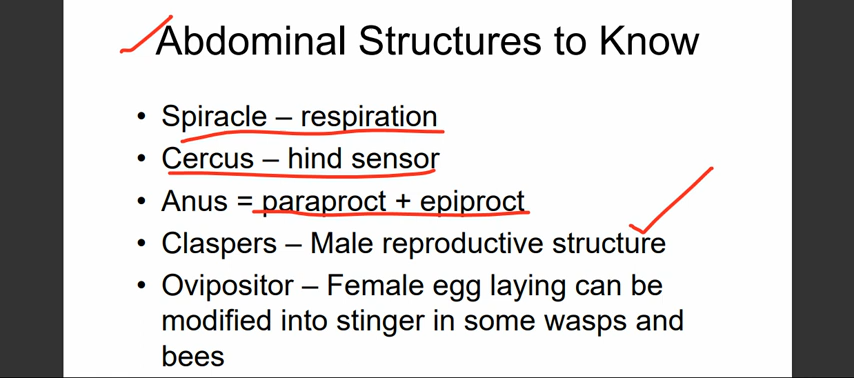 Abdominal Structures to Know
• Spiracle – respiration
• Cercus – hind sensor
• Anus = paraproct + epiproct
• Claspers – Male reproductive structure
• Ovipositor – Female egg laying can be
modified into stinger in some wasps and
bees